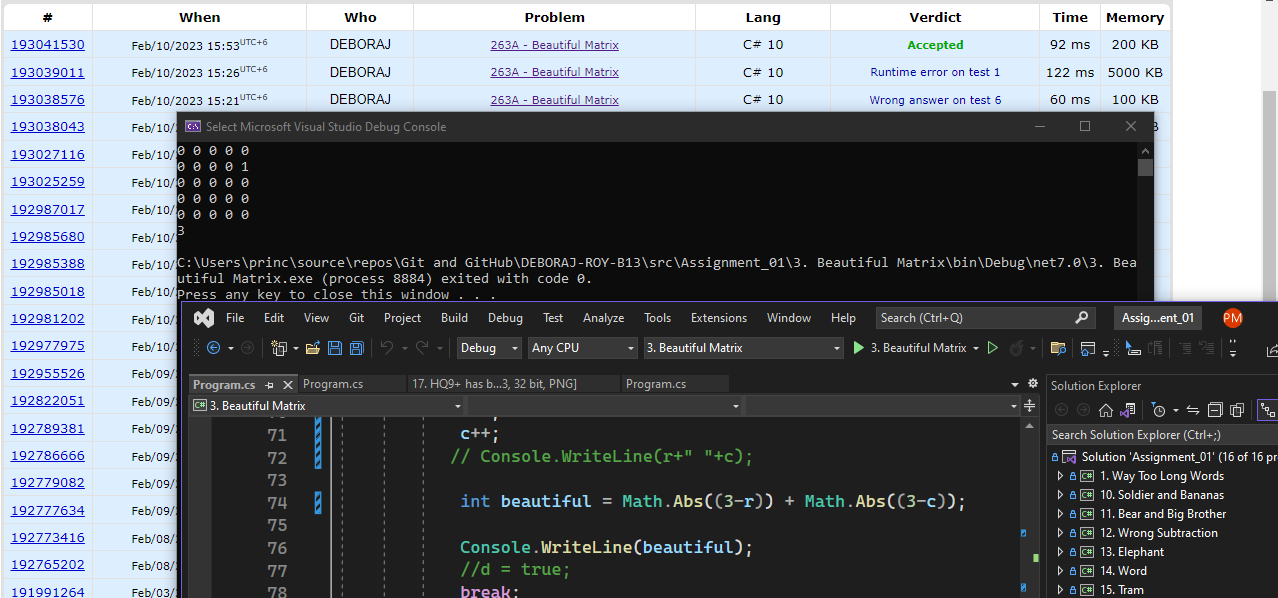 # When Who Problem Lang Verdict Time Memory
193041530 Feb/10/2023 15:53 UTC+6 DEBORAJ 263A - Beautiful Matrix C# 10 Accepted 92 ms 200 KB
193039011 Feb/10/2023 15:26 UTC+6 DEBORAJ 263A - Beautiful Matrix C# 10 Runtime error on test 1 122 ms 5000 KB
193038576 Feb/10/2023 15:21 UTC+6 DEBORAJ 263A - Beautiful Matrix C# 10 Wrong answer on test 6 60 ms 100 KB
193038043 Feb/10/
193027116 Feb/10/
193025259 Feb/10/
192987017 Feb/10/
192985680 Feb/10/
192985388 Feb/10/
192985018 Feb/10/
192981202 Feb/10/
192977975 Feb/10/
192955526 Feb/09/
192822051 Feb/09/
192789381 Feb/09/
192786666 Feb/09/
192779082 Feb/09/
192777634 Feb/09/
192773416 Feb/08/
192765202 Feb/08/
191991264 Feb/03/
Select Microsoft Visual Studio Debug Console
0 0 0 0 0
0 0 0 0 1
0 0 0 0 0
0 0 0 0 0
0 0 0 0 0
3
C:\Users\princ\source\repos\Git and GitHub\DEBORAJ-ROY-B13\src\Assignment_01\3. Beautiful Matrix\bin\Debug\net7.0\3. Bea
utiful Matrix.exe (process 8884) exited with code 0.
Press any key to close this window . . .
File Edit View Git Project Build Debug Test Analyze Tools Extensions Window Help Search (Ctrl+Q) Assig...ent_01 PM
Debug Any CPU 3. Beautiful Matrix 3. Beautiful Matrix
Program.cs Program.cs 17. HQ9+ has b...3, 32 bit, PNG] Program.cs
C# 3. Beautiful Matrix
71 c++;
72 // Console.WriteLine(r+" "+c);
73
74 int beautiful = Math.Abs((3-r)) + Math.Abs((3-c));
75
76 Console.WriteLine(beautiful);
77 //d = true;
78 break;
Solution Explorer
Search Solution Explorer (Ctrl+;)
Solution 'Assignment_01' (16 of 16 pr
C# 1. Way Too Long Words
C# 10. Soldier and Bananas
C# 11. Bear and Big Brother
C# 12. Wrong Subtraction
C# 13. Elephant
C# 14. Word
C# 15. Tram